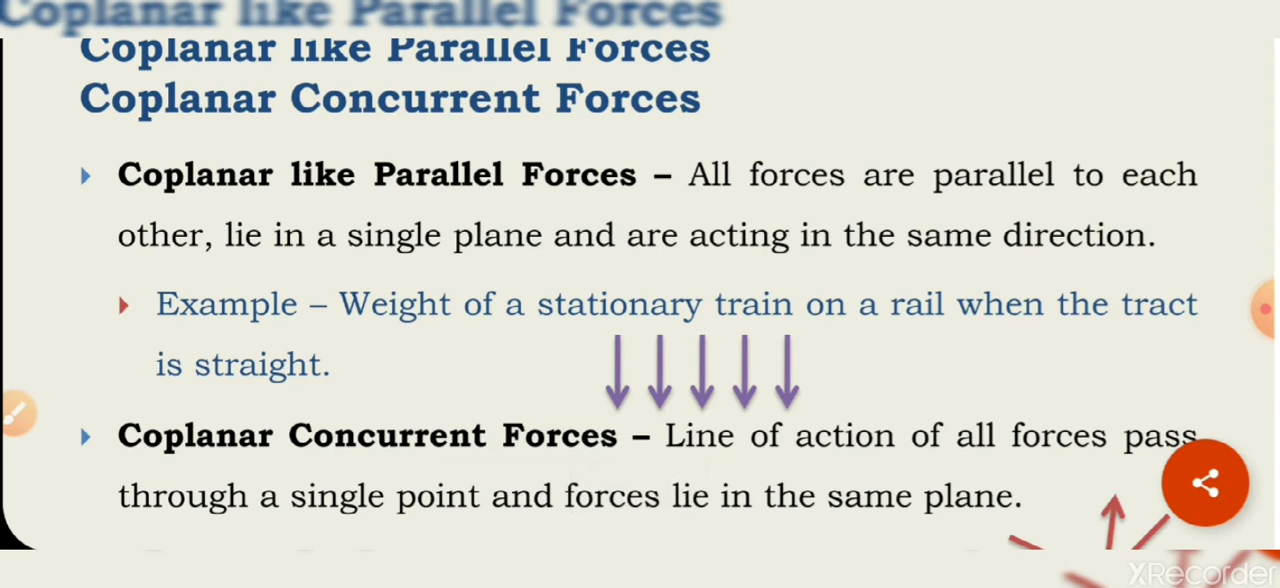 Coplanar like Parallel Forces
Coplanar like Parallel Forces
Coplanar Concurrent Forces
Coplanar like Parallel Forces – All forces are parallel to each
other, lie in a single plane and are acting in the same direction.
Example – Weight of a stationary train on a rail when the tract
is straight.
Coplanar Concurrent Forces – Line of action of all forces pass
through a single point and forces lie in the same plane.
XRecorder